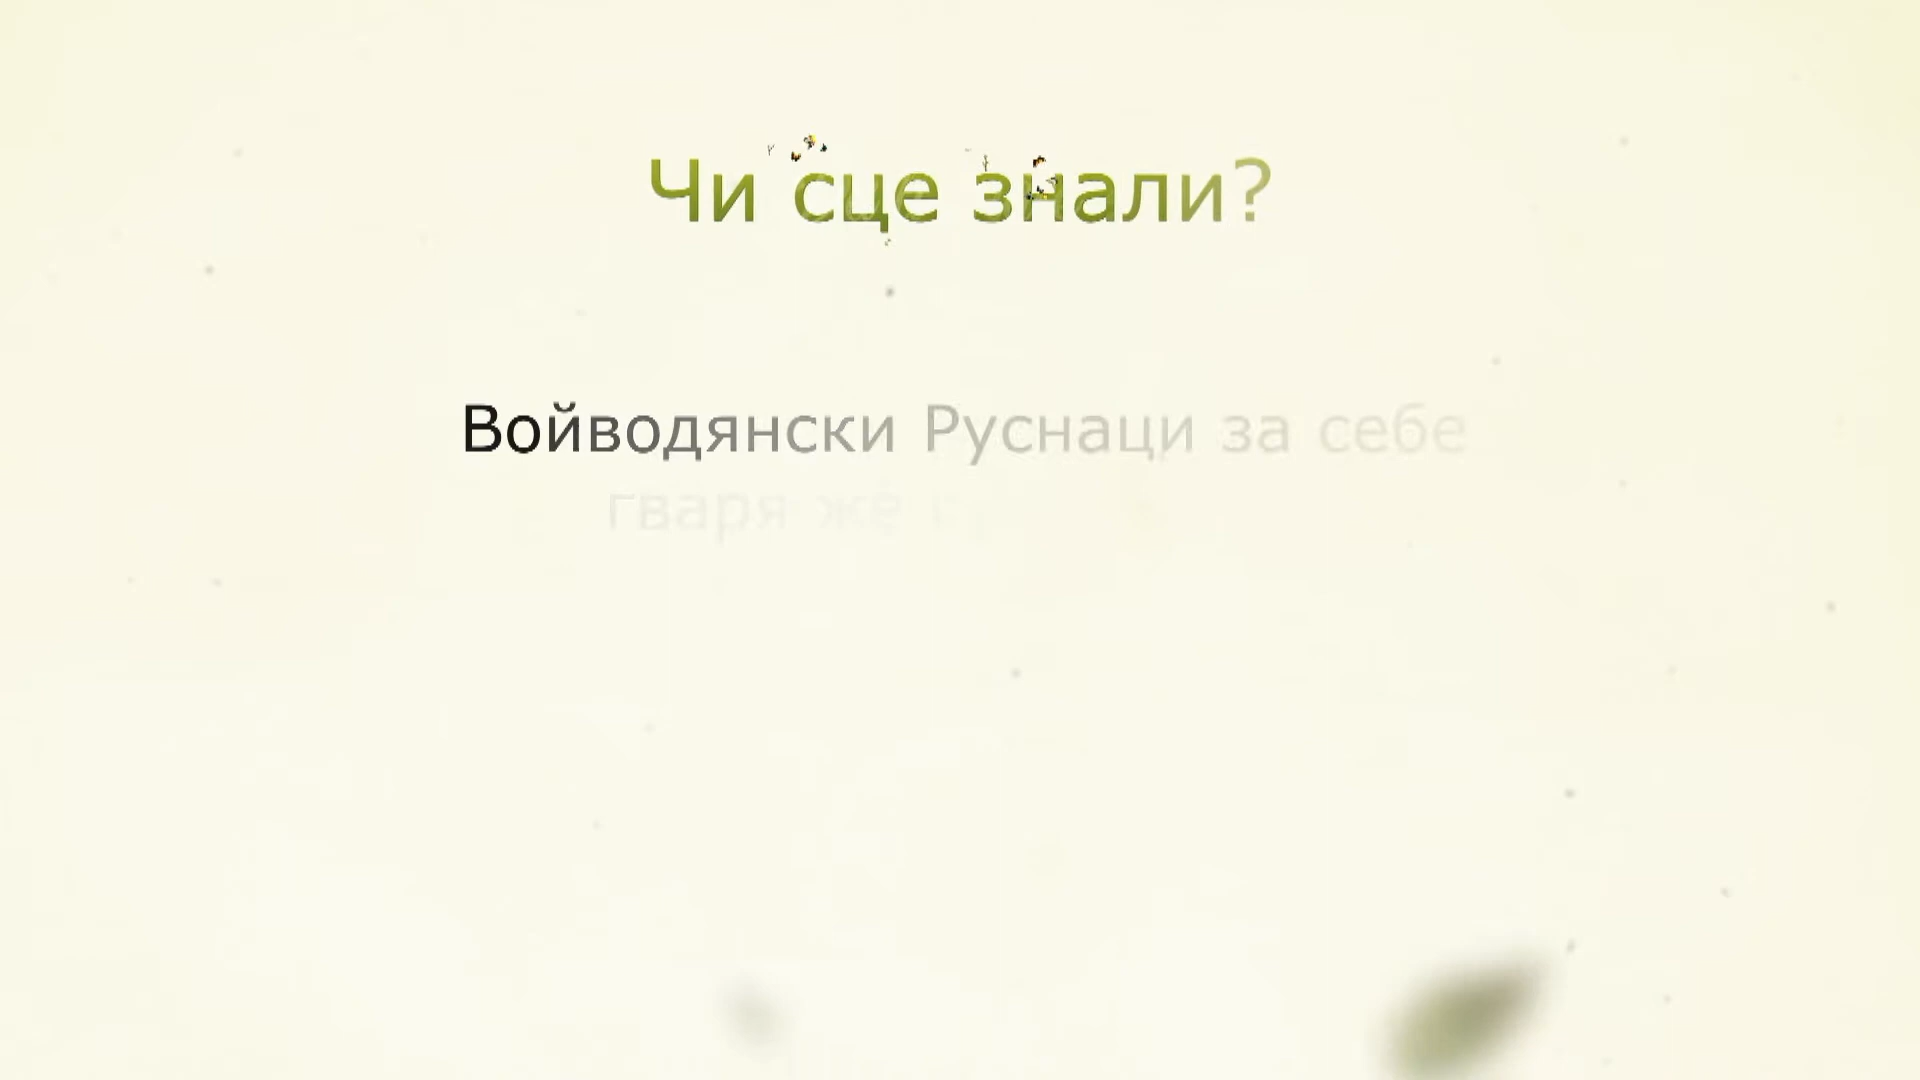 Чи сце знали?
Войводянски Руснаци за себе
гваря же